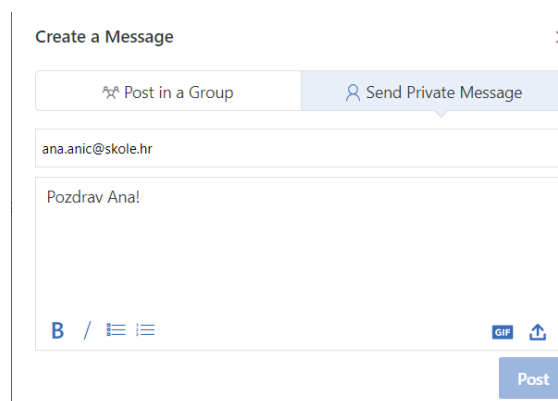 Create a Message
Post in a Group
Send Private Message
ana.anic@skole.hr
Pozdrav Ana!
B I GIF
Post